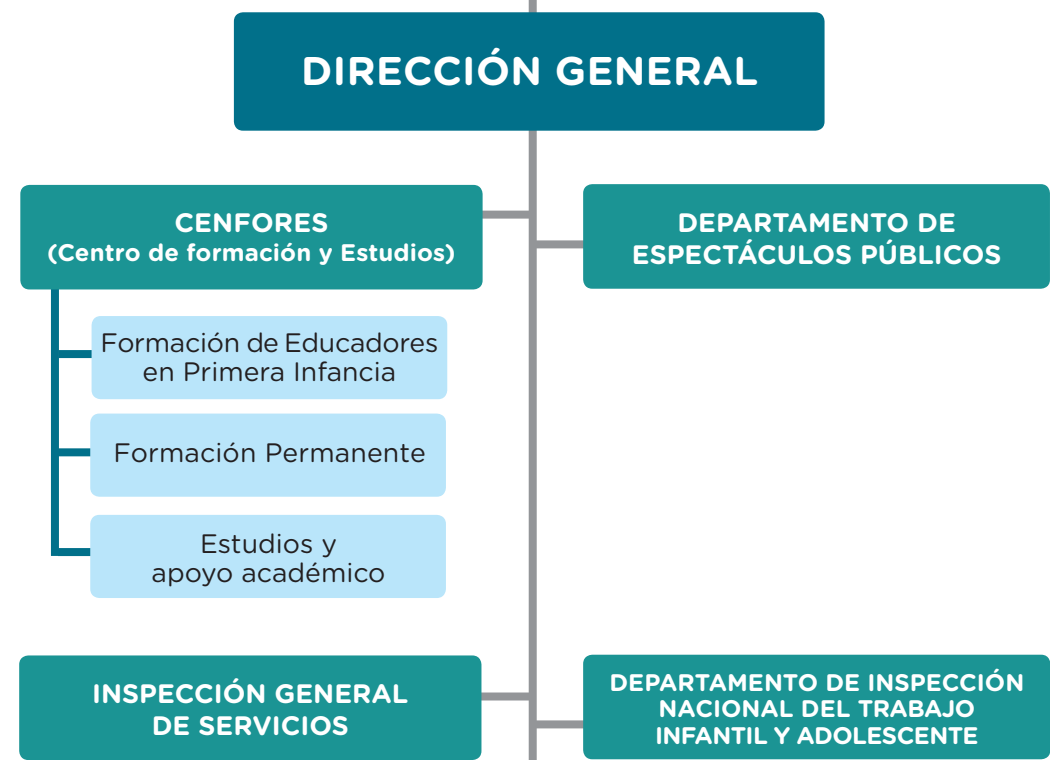 DIRECCIÓN GENERAL
CENFORES
(Centro de formación y Estudios)
DEPARTAMENTO DE
ESPECTÁCULOS PÚBLICOS
Formación de Educadores
en Primera Infancia
Formación Permanente
Estudios y
apoyo académico
INSPECCIÓN GENERAL
DE SERVICIOS
DEPARTAMENTO DE INSPECCIÓN
NACIONAL DEL TRABAJO
INFANTIL Y ADOLESCENTE